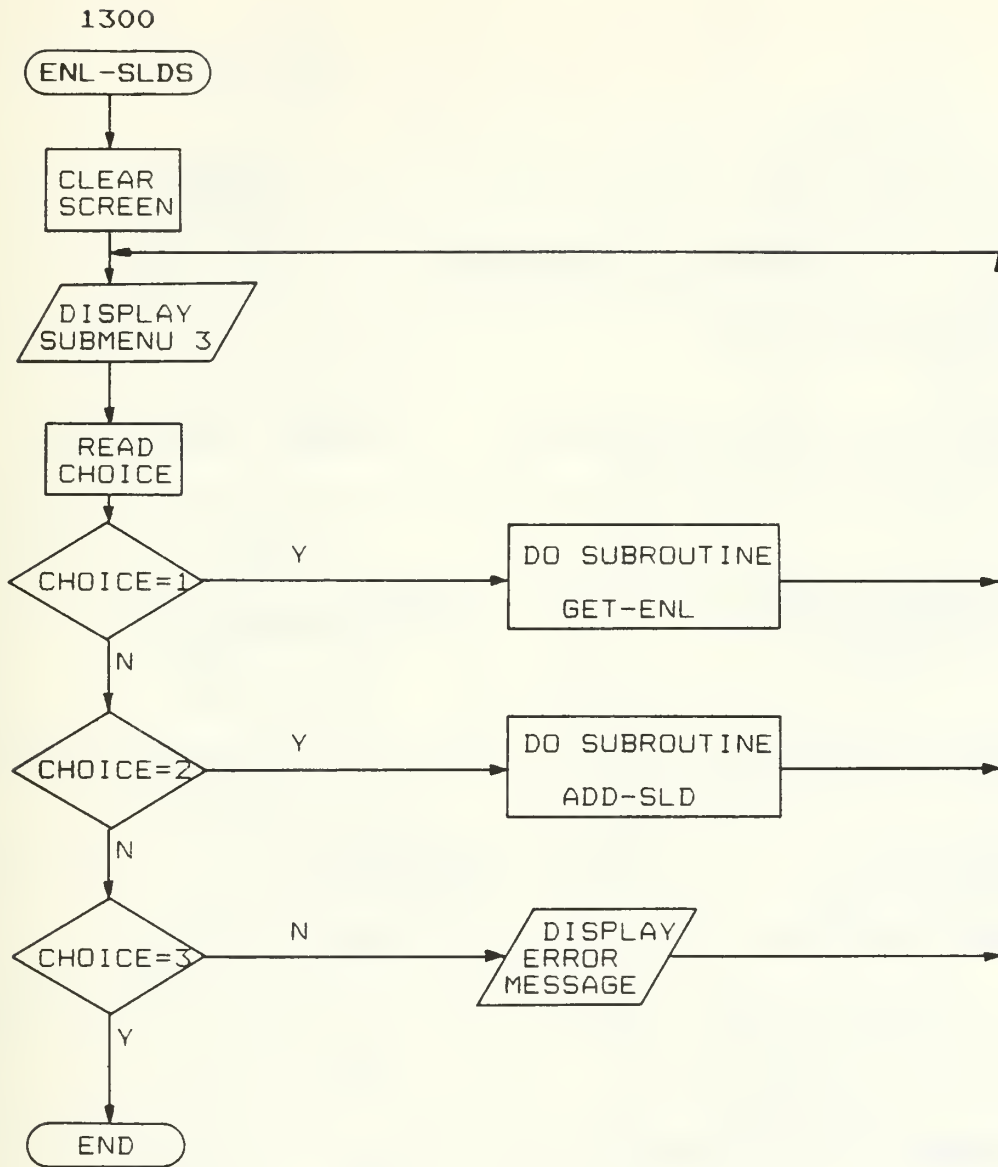 1300
ENL-SLDS
CLEAR
SCREEN
DISPLAY
SUBMENU 3
READ
CHOICE
CHOICE=1
Y
DO SUBROUTINE
GET-ENL
N
CHOICE=2
Y
DO SUBROUTINE
ADD-SLD
N
CHOICE=3
N
DISPLAY
ERROR
MESSAGE
Y
END